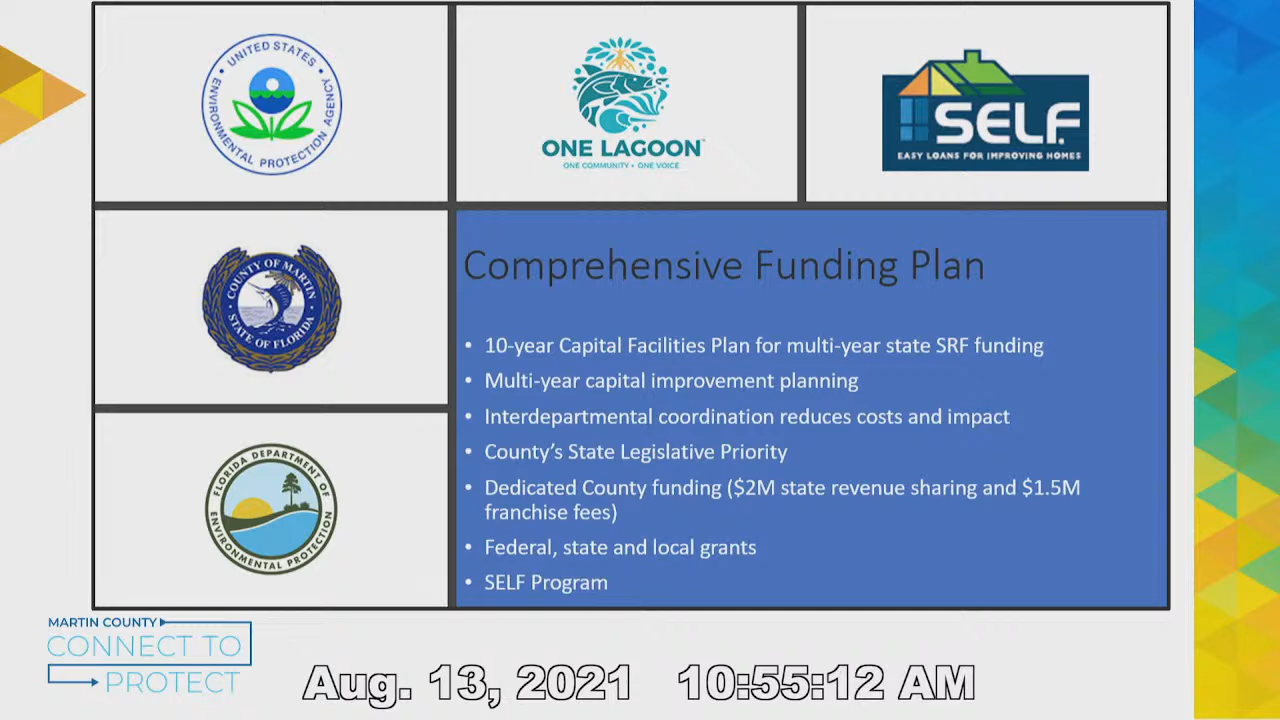 UNITED STATES
ENVIRONMENTAL PROTECTION AGENCY
ONE LAGOON™
ONE COMMUNITY • ONE VOICE
SELF
EASY LOANS FOR IMPROVING HOMES
COUNTY OF MARTIN
STATE OF FLORIDA
Comprehensive Funding Plan
• 10-year Capital Facilities Plan for multi-year state SRF funding
• Multi-year capital improvement planning
• Interdepartmental coordination reduces costs and impact
• County’s State Legislative Priority
• Dedicated County funding ($2M state revenue sharing and $1.5M
franchise fees)
• Federal, state and local grants
• SELF Program
FLORIDA DEPARTMENT OF
ENVIRONMENTAL PROTECTION
MARTIN COUNTY
CONNECT TO
PROTECT
Aug. 13, 2021 10:55:12 AM